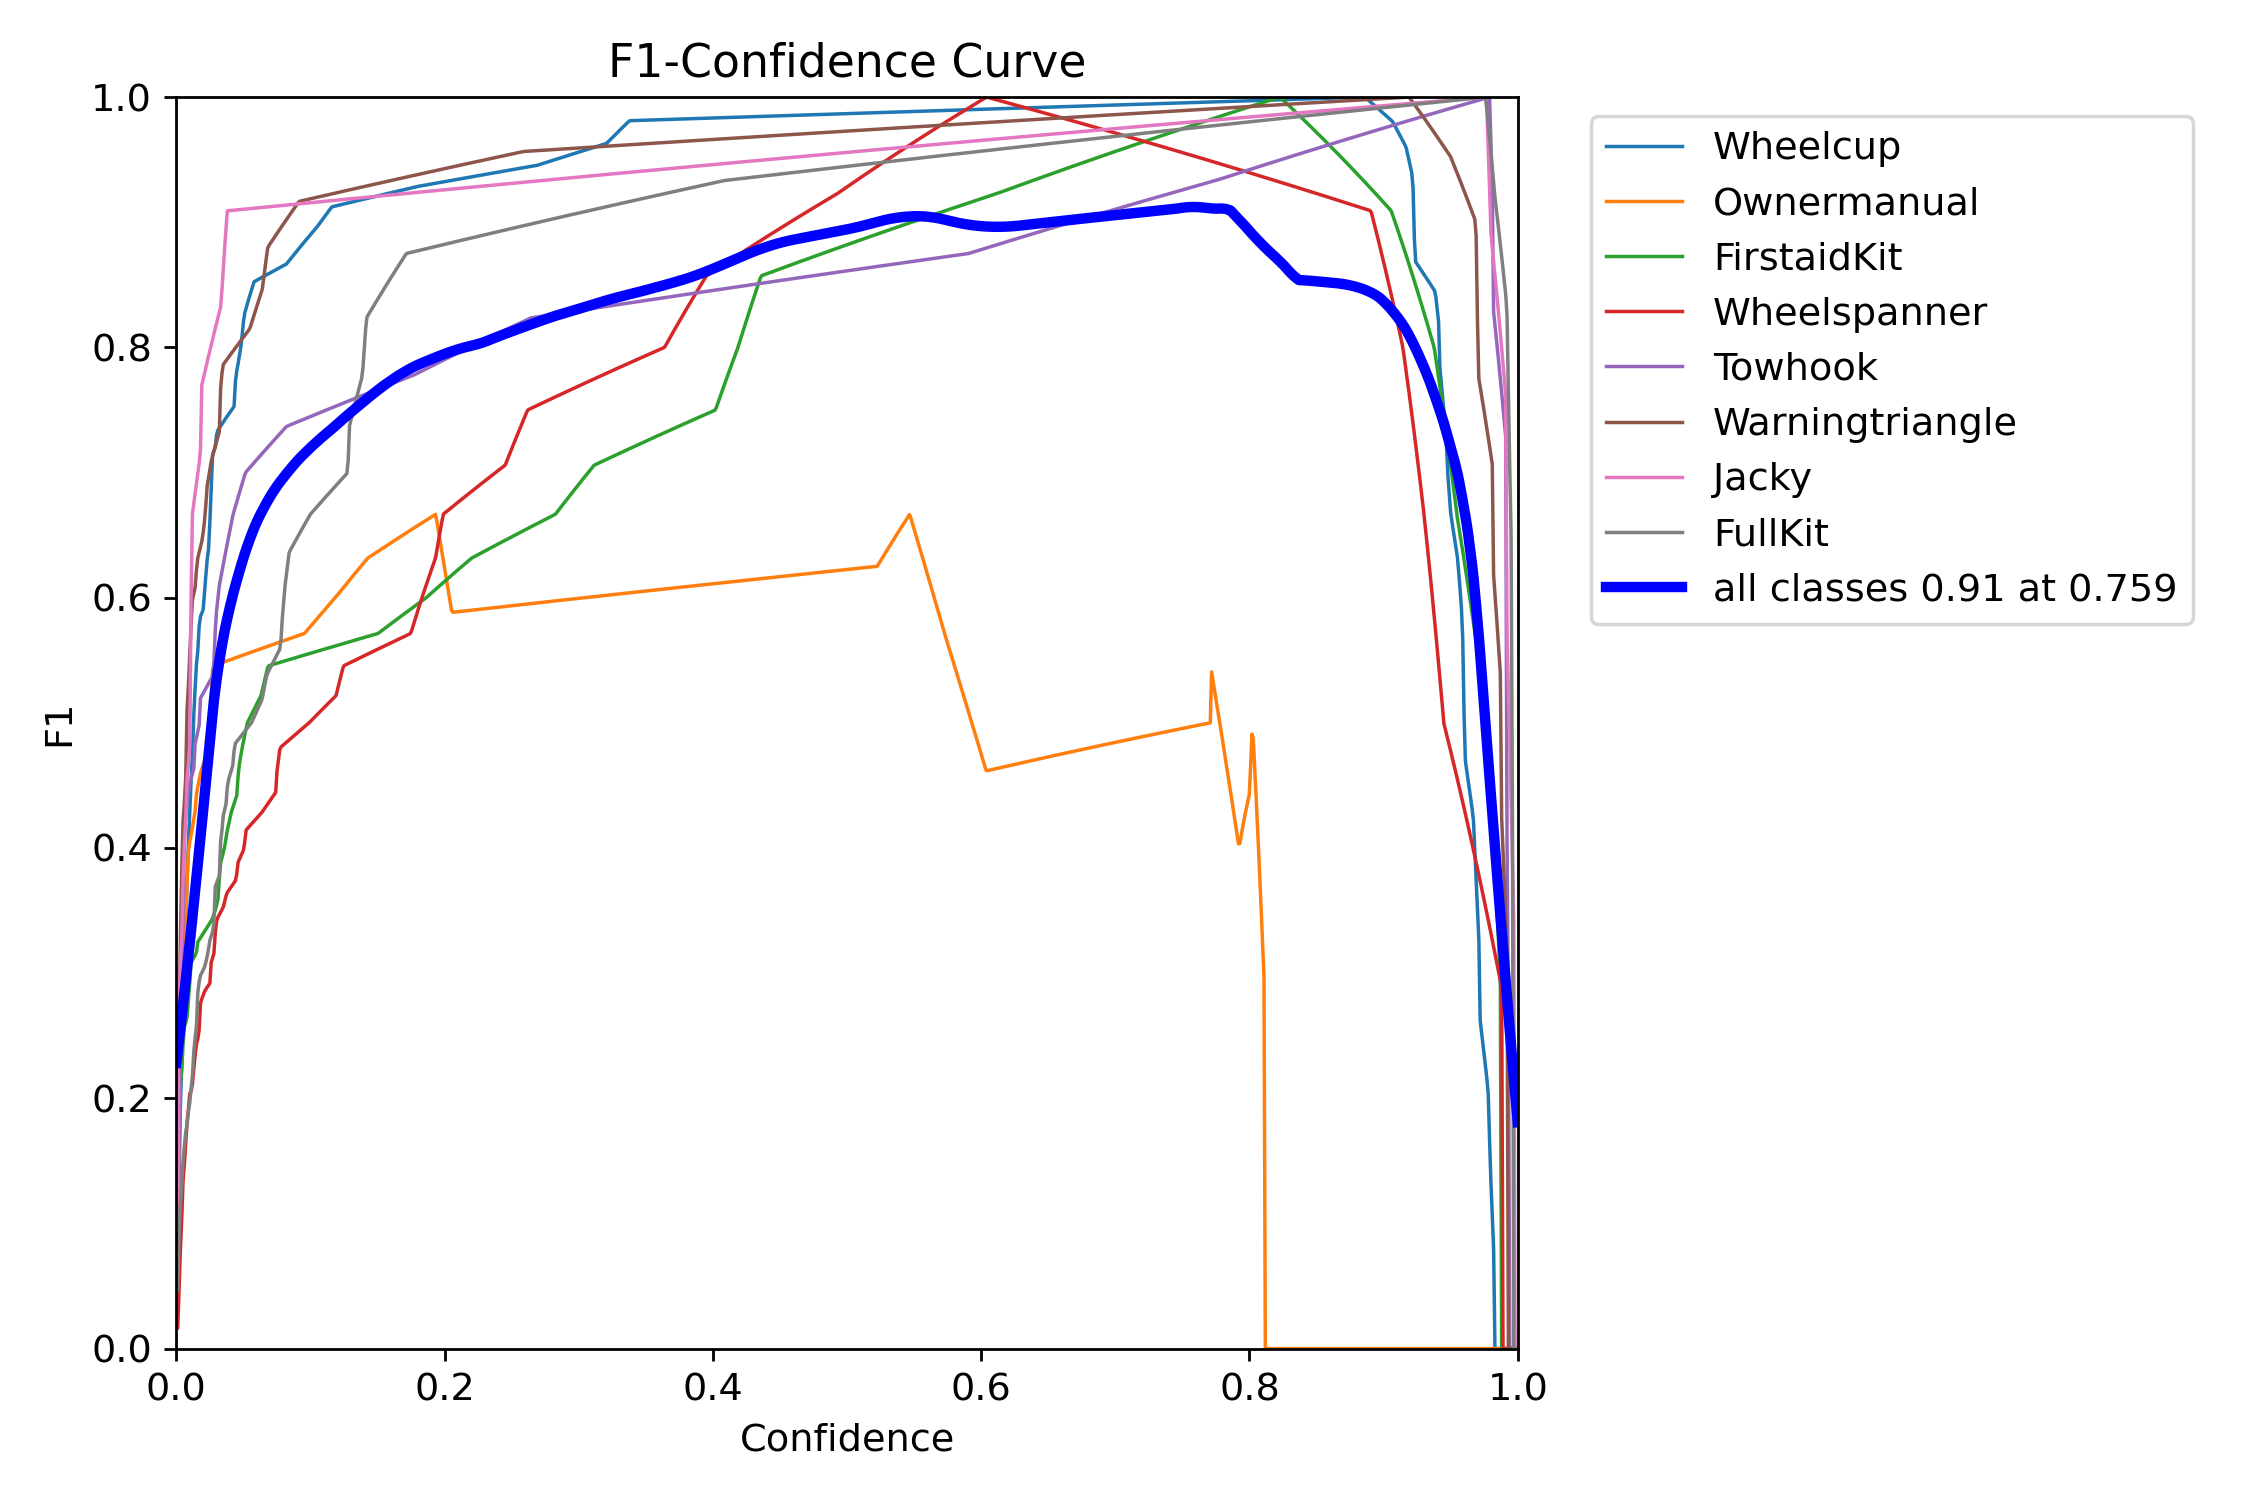 F1-Confidence Curve
1.0
0.8
0.6
0.4
0.2
0.0
F1
0.0 0.2 0.4 0.6 0.8 1.0
Confidence
Wheelcup
Ownermanual
FirstaidKit
Wheelspanner
Towhook
Warningtriangle
Jacky
FullKit
all classes 0.91 at 0.759